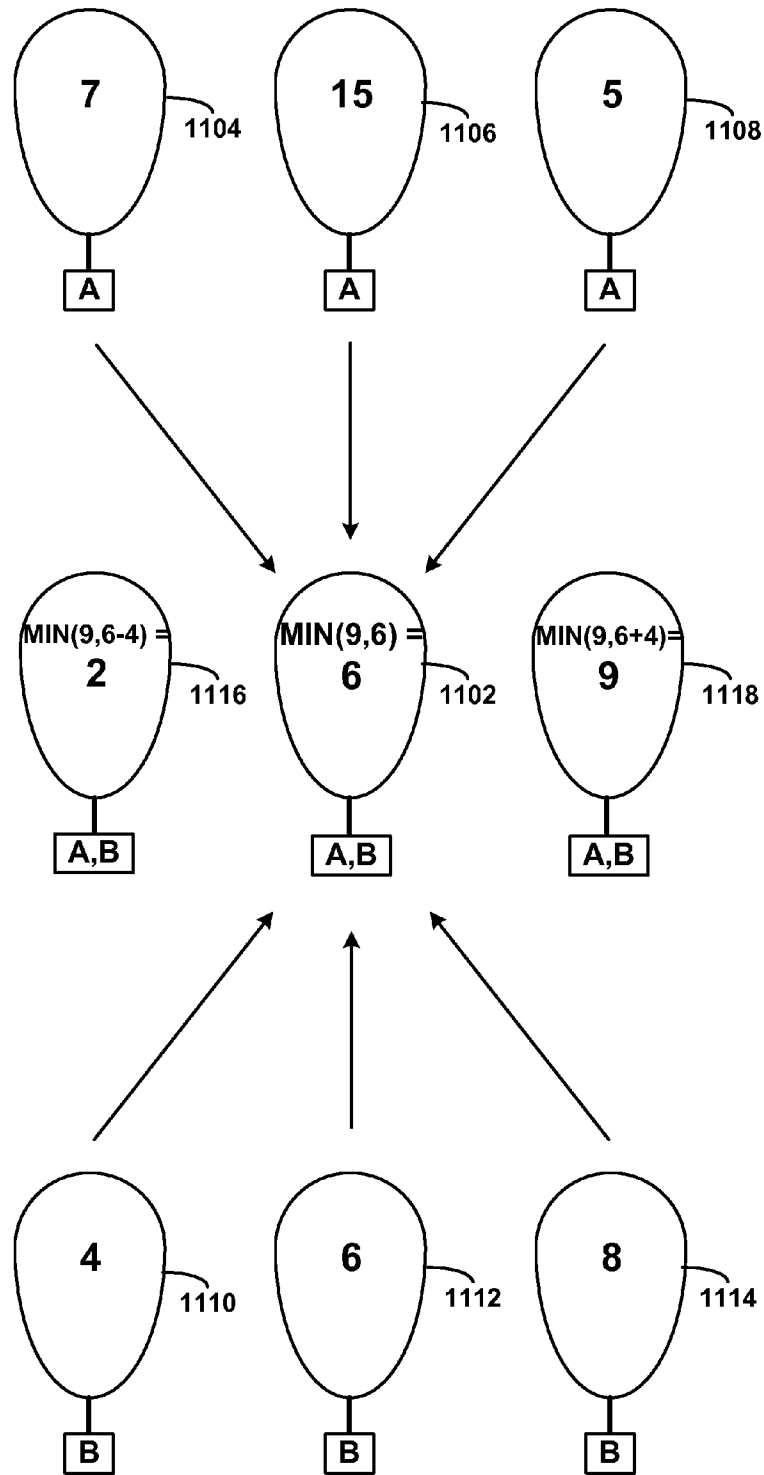 7 15 5
1104 1106 1108
A A A
MIN(9,6-4) = MIN(9,6) = MIN(9,6+4)=
2 6 9
1116 1102 1118
A,B A,B A,B
4 6 8
1110 1112 1114
B B B